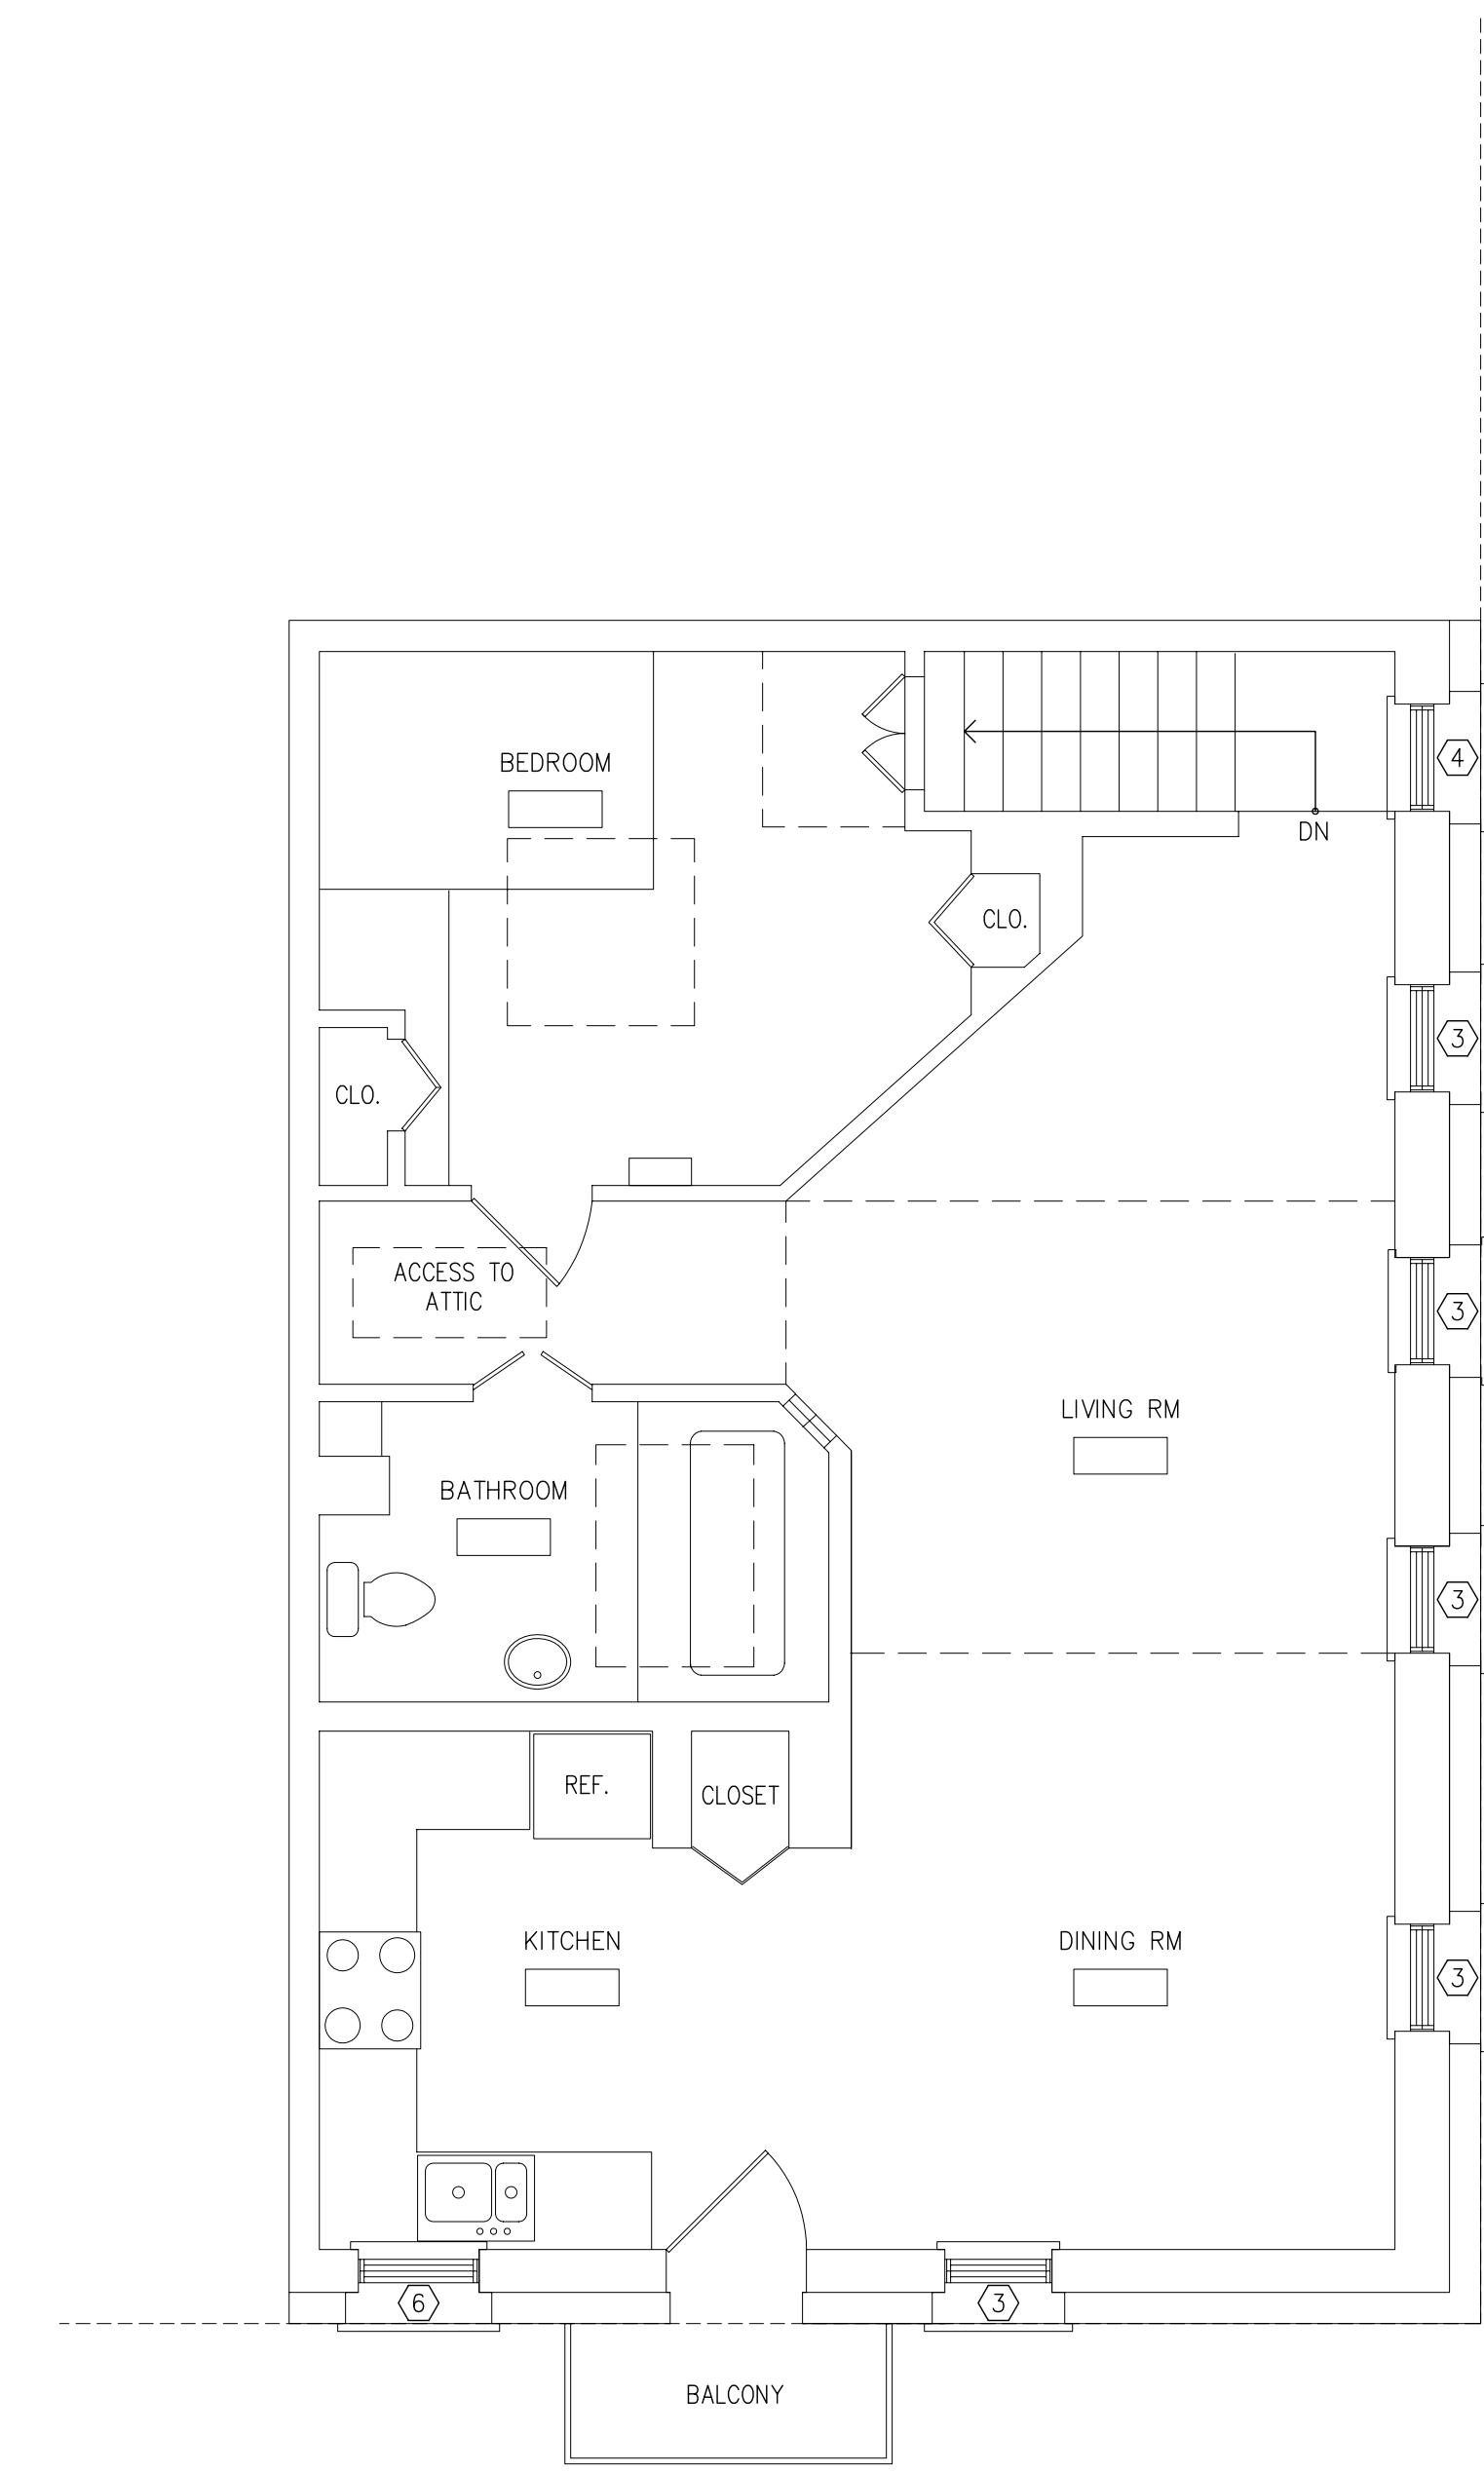 BEDROOM
4
DN
CLO.
3
CLO.
ACCESS TO
ATTIC
3
LIVING RM
BATHROOM
3
REF.
CLOSET
KITCHEN
DINING RM
3
6
3
BALCONY